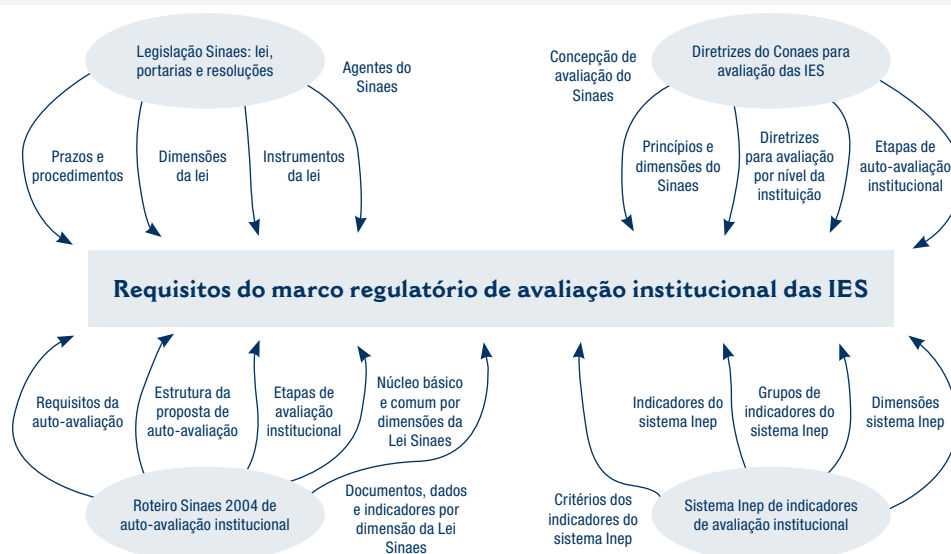 Legislação Sinaes: lei,
portarias e resoluções
Agentes do
Sinaes
Prazos e
procedimentos
Dimensões
da lei
Instrumentos
da lei
Concepção de
avaliação do
Sinaes
Diretrizes do Conaes para
avaliação das IES
Princípios e
dimensões do
Sinaes
Diretrizes
para avaliação
por nível da
instituição
Etapas de
auto-avaliação
institucional
Requisitos do marco regulatório de avaliação institucional das IES
Requisitos da
auto-avaliação
Estrutura da
proposta de
auto-avaliação
Etapas de
avaliação
institucional
Núcleo básico
e comum por
dimensões da
Lei Sinaes
Roteiro Sinaes 2004 de
auto-avaliação institucional
Documentos, dados
e indicadores por
dimensão da Lei
Sinaes
Indicadores do
sistema Inep
Grupos de
indicadores do
sistema Inep
Dimensões
sistema Inep
Critérios dos
indicadores do
sistema Inep
Sistema Inep de indicadores
de avaliação institucional